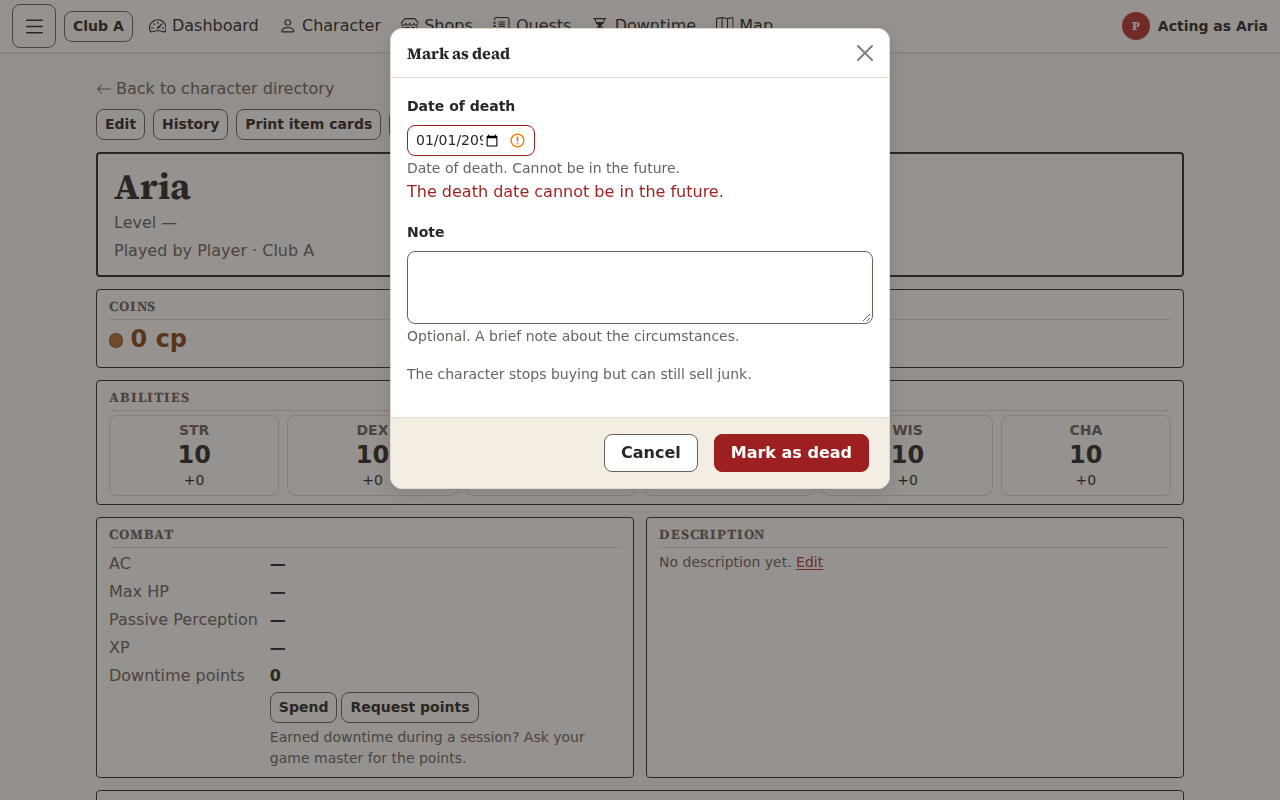 Club A
Dashboard
Character
Shops
Quests
Downtime
Map
P
Acting as Aria
Mark as dead
← Back to character directory
Edit
History
Print item cards
Date of death
Date of death. Cannot be in the future.
The death date cannot be in the future.
Note
Optional. A brief note about the circumstances.
The character stops buying but can still sell junk.
Cancel
Mark as dead
Aria
Level —
Played by Player · Club A
COINS
0 cp
ABILITIES
STR
10
+0
DEX
10
+0
WIS
10
+0
CHA
10
+0
COMBAT
AC —
Max HP —
Passive Perception —
XP —
Downtime points 0
Spend
Request points
Earned downtime during a session? Ask your
game master for the points.
DESCRIPTION
No description yet. Edit